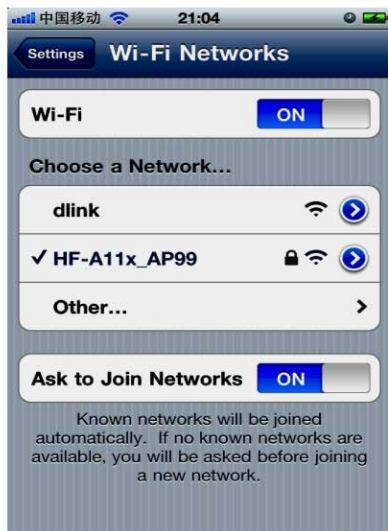 中国移动 21:04
Settings Wi-Fi Networks
Wi-Fi ON
Choose a Network...
dlink
HF-A11x_AP99
Other...
Ask to Join Networks ON
Known networks will be joined
automatically. If no known networks are
available, you will be asked before joining
a new network.